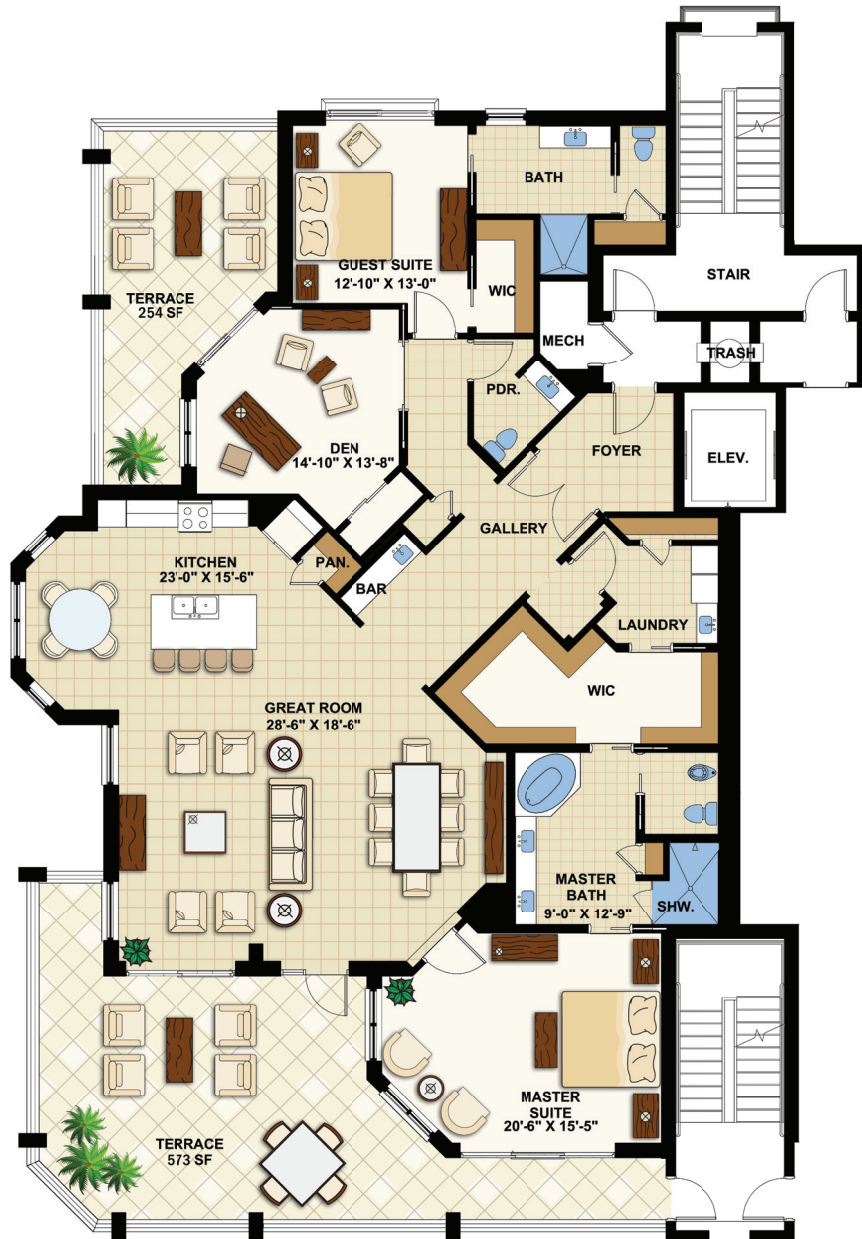 BATH
GUEST SUITE
12'-10" X 13'-0"
WIC
STAIR
TERRACE
254 SF
MECH
TRASH
PDR.
DEN
14'-10" X 13'-8"
FOYER
ELEV.
GALLERY
KITCHEN
23'-0" X 15'-6"
PAN.
BAR
LAUNDRY
WIC
GREAT ROOM
28'-6" X 18'-6"
MASTER
BATH
9'-0" X 12'-9"
SHW.
MASTER
SUITE
20'-6" X 15'-5"
TERRACE
573 SF